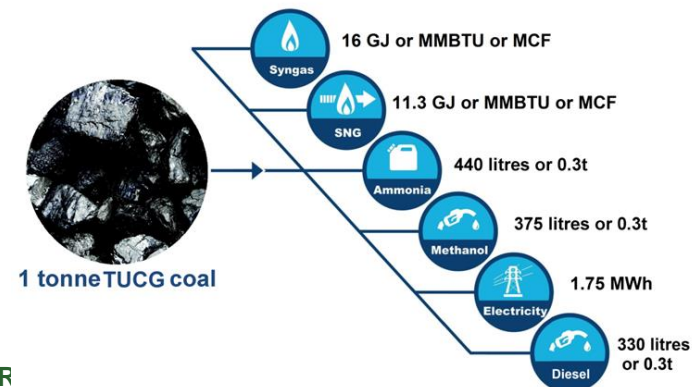 Syngas
16 GJ or MMBTU or MCF
SNG
11.3 GJ or MMBTU or MCF
Ammonia
440 litres or 0.3t
Methanol
375 litres or 0.3t
1 tonne TUCG coal
Electricity
1.75 MWh
Diesel
330 litres
or 0.3t
R